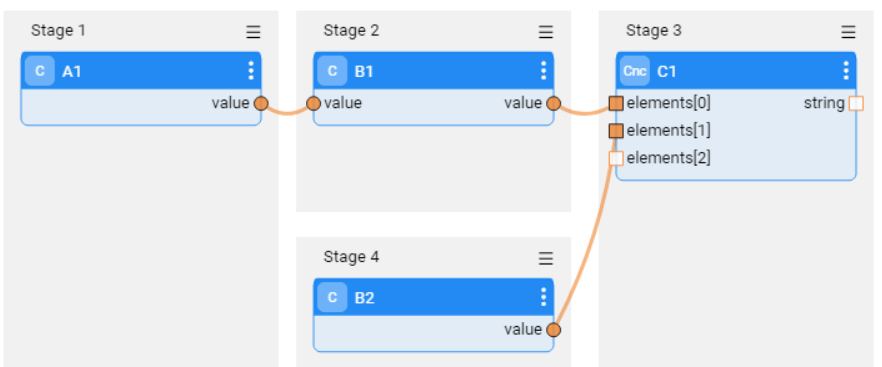 Stage 1
C A1
value
Stage 2
C B1
value value
Stage 3
Cnc C1
elements[0] string
elements[1]
elements[2]
Stage 4
C B2
value